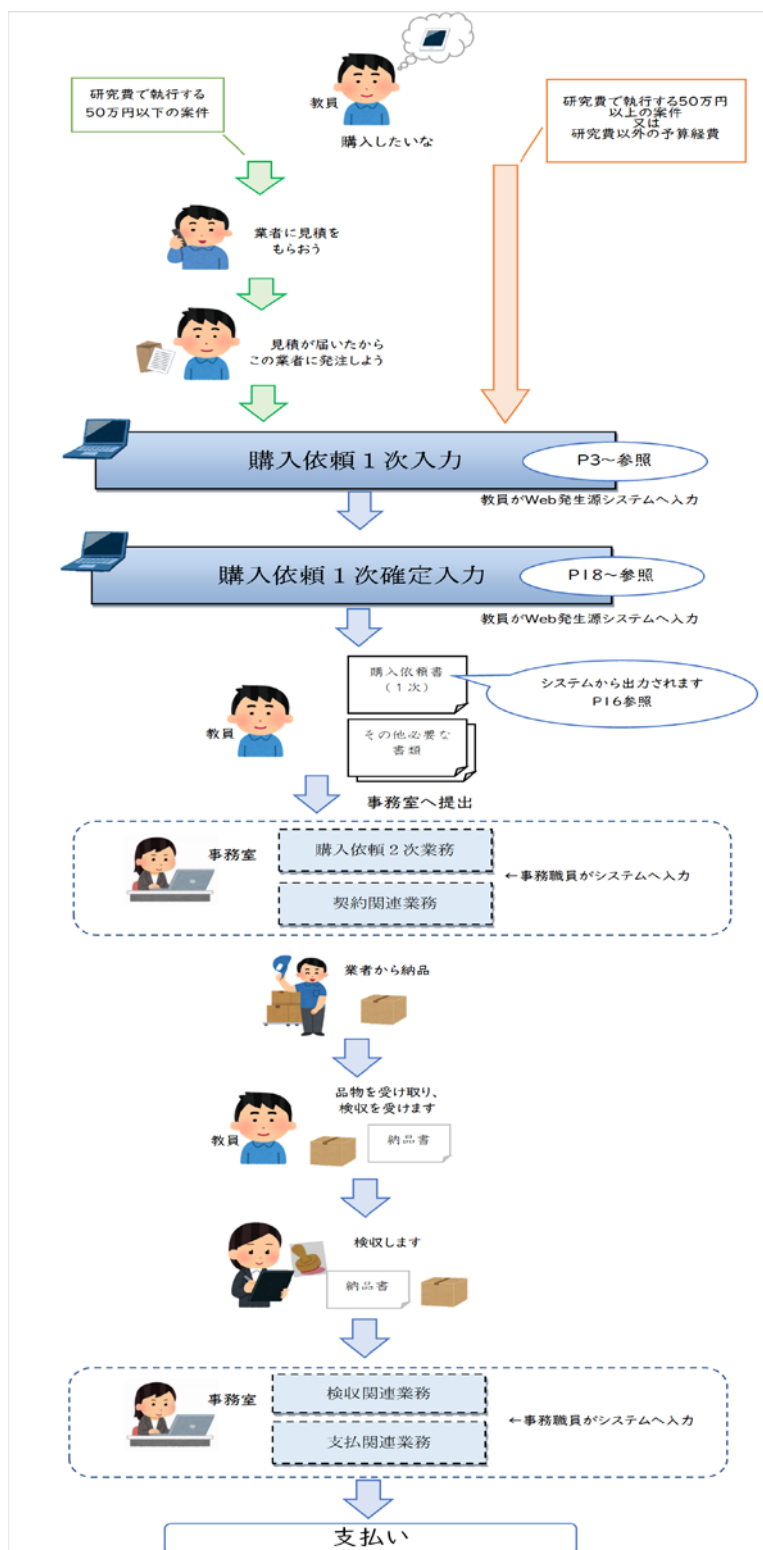 研究費で執行する
50万円以下の案件
教員
購入したいな
研究費で執行する50万円
以上の案件
又は
研究費以外の予算経費
業者に見積を
もらおう
見積が届いたから
この業者に発注しよう
購入依頼1次入力
P3～参照
教員がWeb発生源システムへ入力
購入依頼1次確定入力
P18～参照
教員がWeb発生源システムへ入力
購入依頼書
（1次）
システムから出力されます
P16参照
教員
その他必要な
書類
事務室へ提出
事務室
購入依頼2次業務
契約関連業務
←事務職員がシステムへ入力
業者から納品
品物を受け取り、
検収を受けます
教員
納品書
検収します
納品書
事務室
検収関連業務
支払関連業務
←事務職員がシステムへ入力
支払い